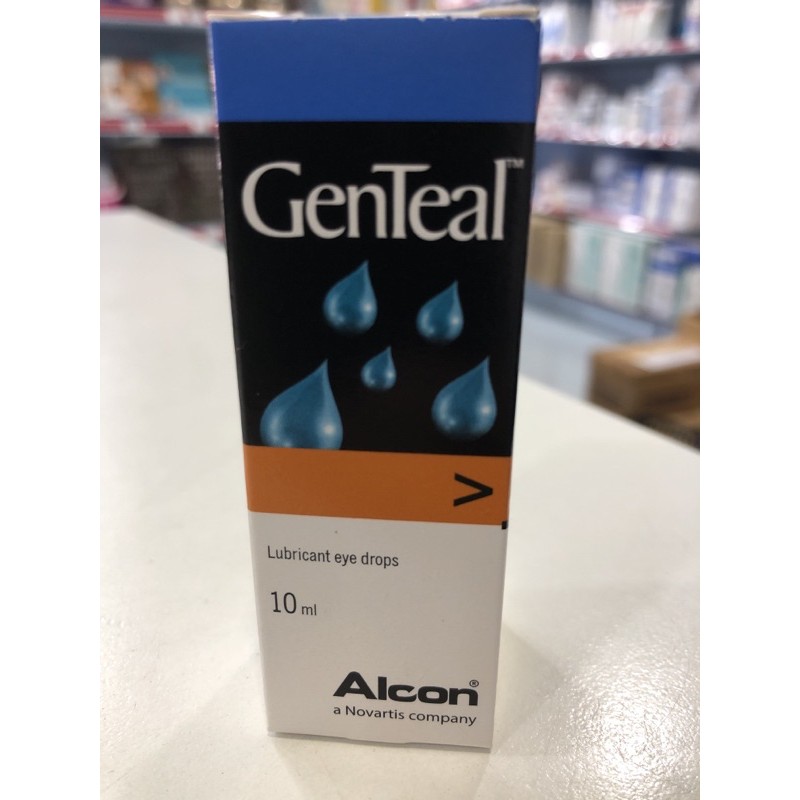 GenTeal™
>
Lubricant eye drops
10 ml
Alcon®
a Novartis company